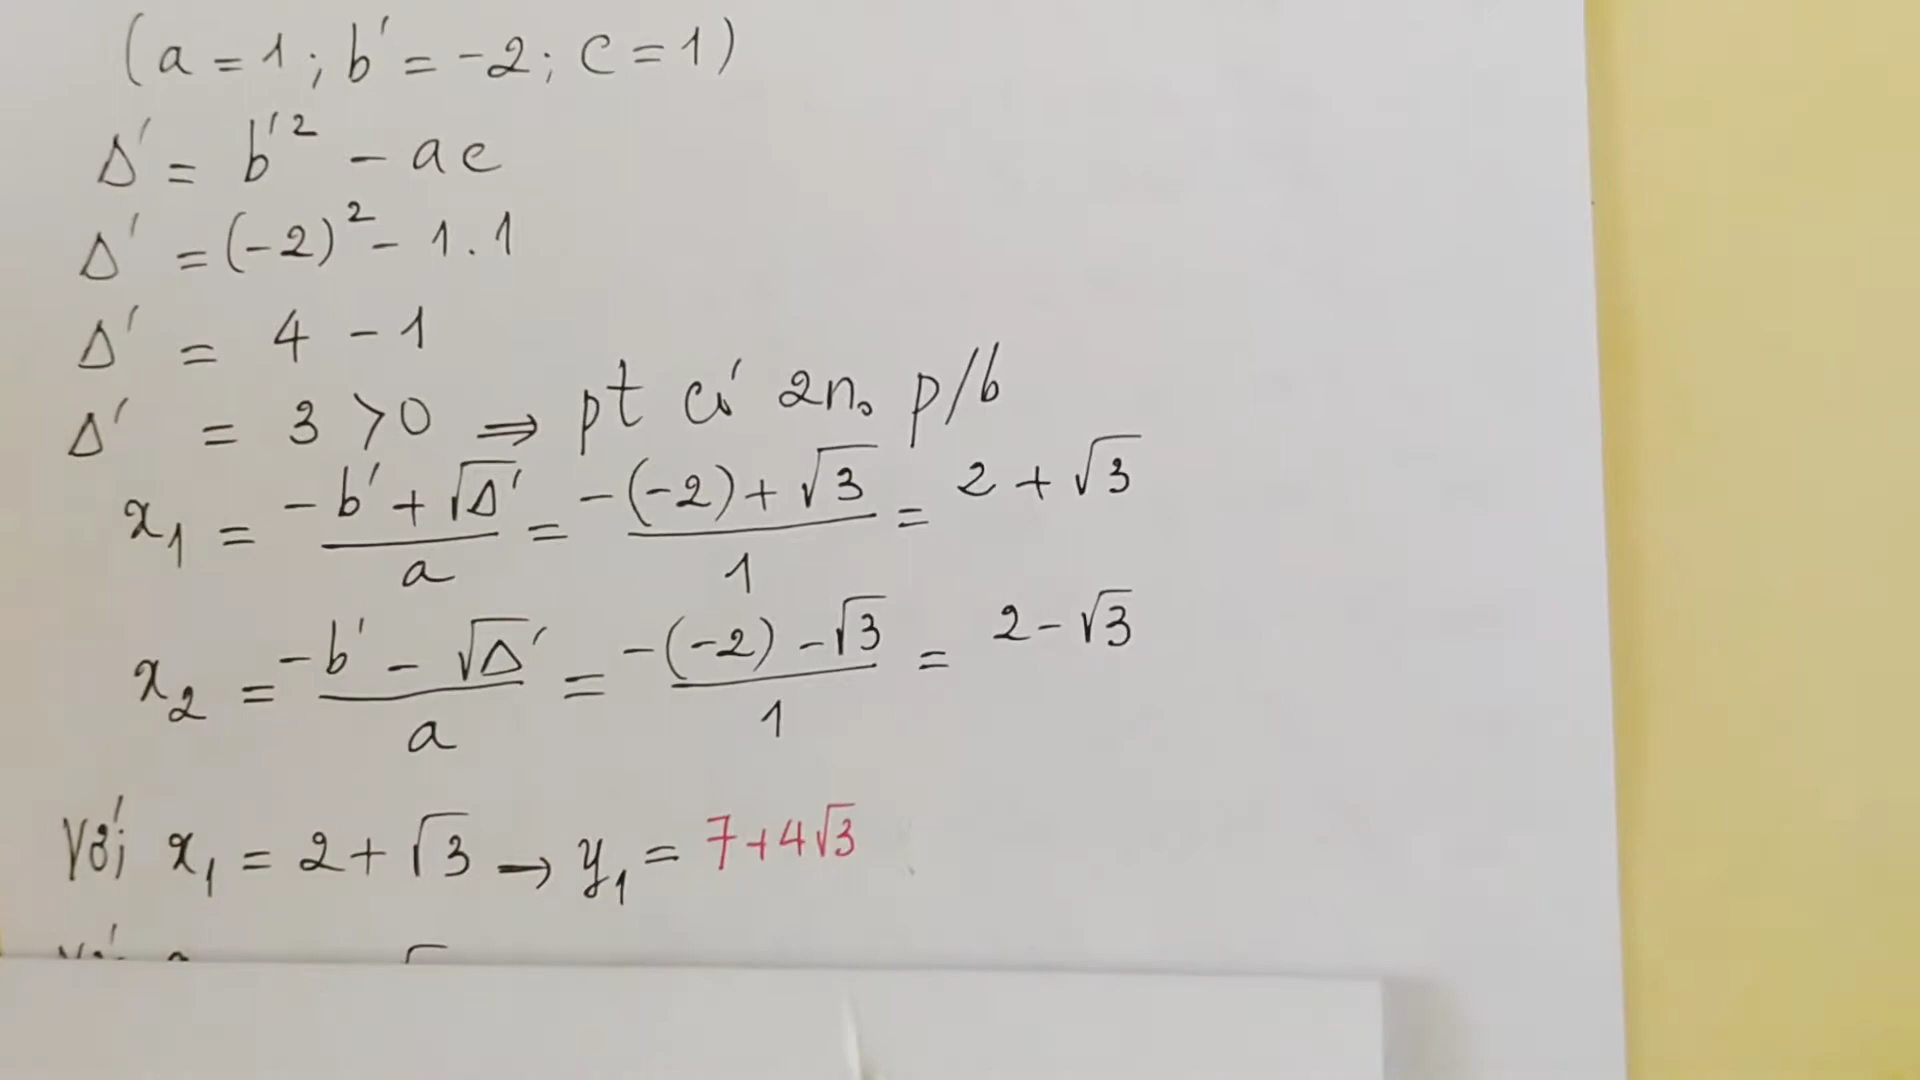 (a = 1 ; b' = -2 ; c = 1)
Δ' = b'² - ac
Δ' = (-2)² - 1.1
Δ' = 4 - 1
Δ' = 3 > 0 ⇒ pt có 2n₀ p/b
x₁ = (-b' + √Δ')/a = (-(-2) + √3)/1 = 2 + √3
x₂ = (-b' - √Δ')/a = (-(-2) - √3)/1 = 2 - √3
Với x₁ = 2 + √3 → y₁ = 7 + 4√3